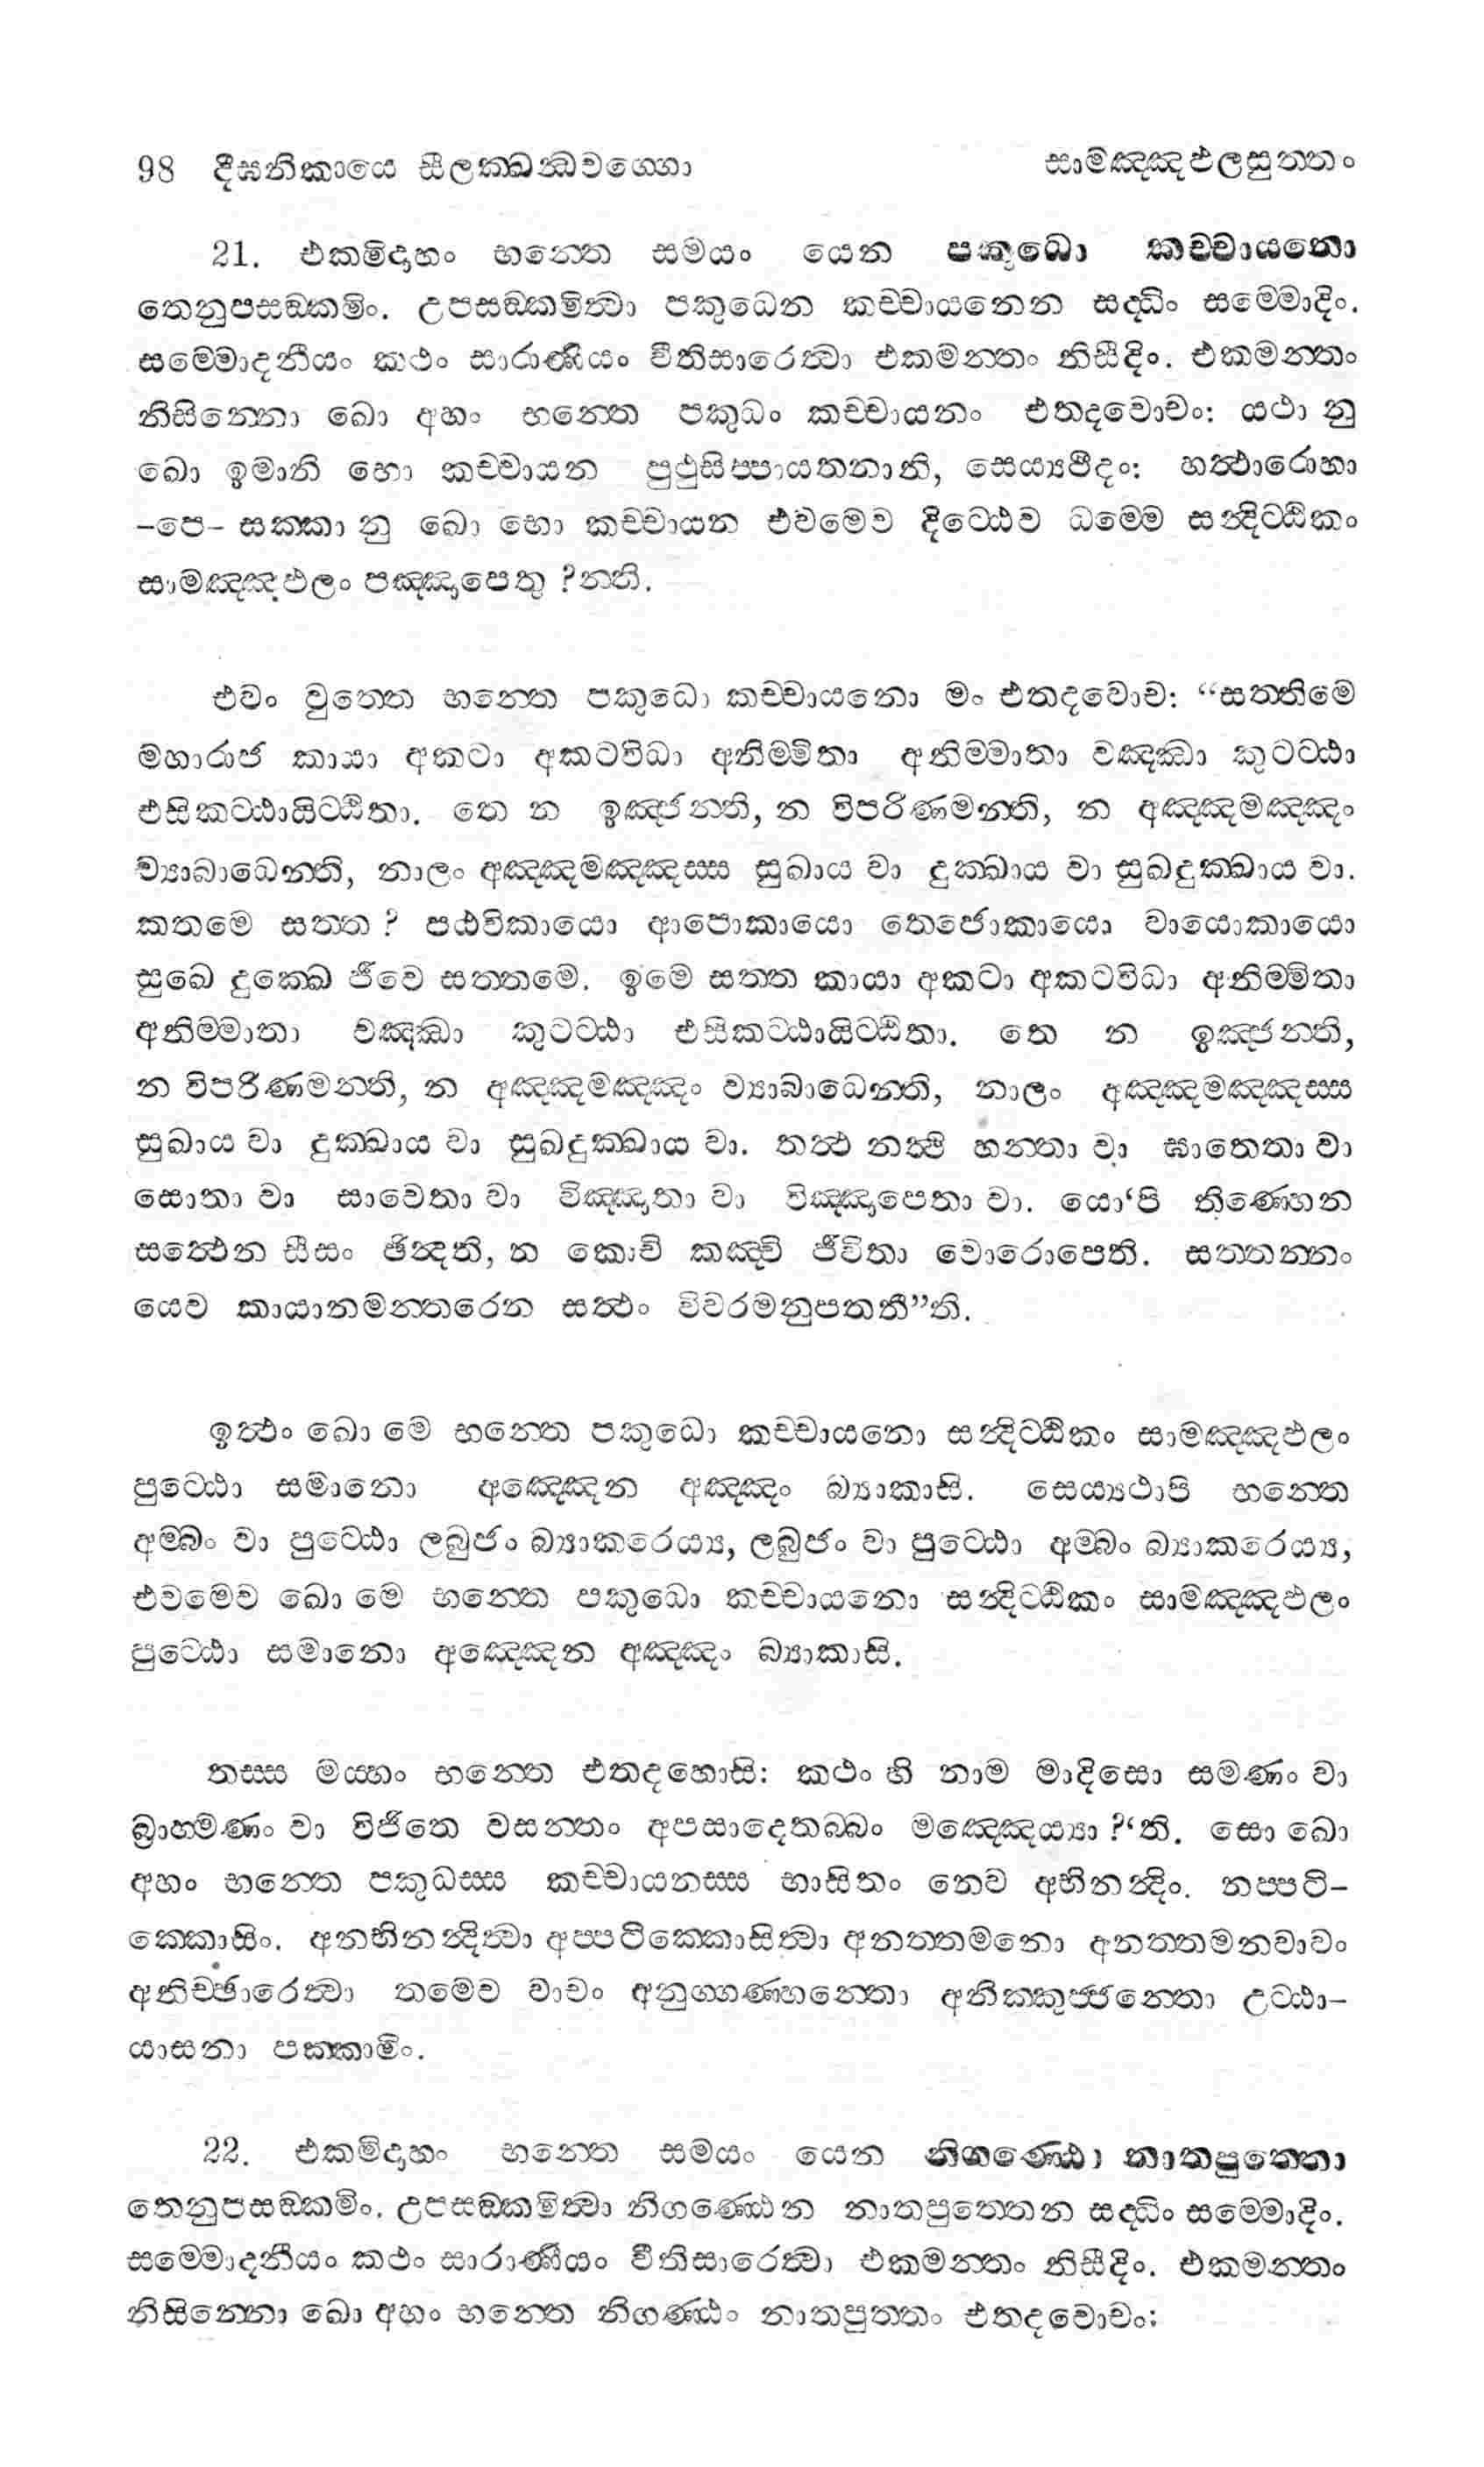 98 දීඝනිකායෙ සීලක්ඛන්ධවග්ගො සාමඤ්ඤඵලසුත්තං
21. එකමිදාහං භන්තෙ සමයං යෙන පකුධො කච්චායනො
තෙනුපසඞ්කමිං. උපසඞ්කමිත්වා පකුධෙන කච්චායනෙන සද්ධිං සම්මොදිං.
සම්මොදනීයං කථං සාරාණීයං වීතිසාරෙත්වා එකමන්තං නිසීදිං. එකමන්තං
නිසින්නො ඛො අහං භන්තෙ පකුධං කච්චායනං එතදවොචං: යථා නු
ඛො ඉමානි භො කච්චායන පුථුසිප්පායතනානි, සෙය්‍යථීදං: හත්ථාරොහා
–පෙ– සක්කා නු ඛො භො කච්චායන එවමෙව දිට්ඨෙව ධම්මෙ සන්දිට්ඨිකං
සාමඤ්ඤඵලං පඤ්ඤාපෙතු ?න්ති.
එවං වුත්තෙ භන්තෙ පකුධො කච්චායනො මං එතදවොච: “සත්තිමෙ
මහාරාජ කායා අකටා අකටවිධා අනිම්මිතා අනිම්මාතා වඤ්ඣා කුටට්ඨා
එසිකට්ඨායිට්ඨිතා. තෙ න ඉඤ්ජන්ති, න විපරිණමන්ති, න අඤ්ඤමඤ්ඤං
ව්‍යාබාධෙන්ති, නාලං අඤ්ඤමඤ්ඤස්ස සුඛාය වා දුක්ඛාය වා සුඛදුක්ඛාය වා.
කතමෙ සත්ත ? පඨවිකායො ආපොකායො තෙජොකායො වායොකායො
සුඛෙ දුක්ඛෙ ජීවෙ සත්තමෙ. ඉමෙ සත්ත කායා අකටා අකටවිධා අනිම්මිතා
අනිම්මාතා වඤ්ඣා කුටට්ඨා එසිකට්ඨායිට්ඨිතා. තෙ න ඉඤ්ජන්ති,
න විපරිණමන්ති, න අඤ්ඤමඤ්ඤං ව්‍යාබාධෙන්ති, නාලං අඤ්ඤමඤ්ඤස්ස
සුඛාය වා දුක්ඛාය වා සුඛදුක්ඛාය වා. තත්ථ නත්ථි හන්තා වා ඝාතෙතා වා
සොතා වා සාවෙතා වා විඤ්ඤාතා වා විඤ්ඤාපෙතා වා. යො‘පි තිණ්හෙන
සත්ථෙන සීසං ඡින්දති, න කොචි කඤ්චි ජීවිතා වොරොපෙති. සත්තන්නං
යෙව කායානමන්තරෙන සත්ථං විවරමනුපතතී”ති.
ඉත්ථං ඛො මෙ භන්තෙ පකුධො කච්චායනො සන්දිට්ඨිකං සාමඤ්ඤඵලං
පුට්ඨො සමානො අඤ්ඤෙන අඤ්ඤං බ්‍යාකාසි. සෙය්‍යථාපි භන්තෙ
අම්බං වා පුට්ඨො ලබුජං බ්‍යාකරෙය්‍ය, ලබුජං වා පුට්ඨො අම්බං බ්‍යාකරෙය්‍ය,
එවමෙව ඛො මෙ භන්තෙ පකුධො කච්චායනො සන්දිට්ඨිකං සාමඤ්ඤඵලං
පුට්ඨො සමානො අඤ්ඤෙන අඤ්ඤං බ්‍යාකාසි.
තස්ස මය්හං භන්තෙ එතදහොසි: කථං හි නාම මාදිසො සමණං වා
බ්‍රාහ්මණං වා විජිතෙ වසන්තං අපසාදෙතබ්බං මඤ්ඤෙය්‍යා ?‘ති. සො ඛො
අහං භන්තෙ පකුධස්ස කච්චායනස්ස භාසිතං නෙව අභිනන්දිං. නප්පටි–
ක්කොසිං. අනභිනන්දිත්වා අප්පටික්කොසිත්වා අනත්තමනො අනත්තමනවාචං
අනිච්ඡාරෙත්වා තමෙව වාචං අනුග්ගණ්හන්තො අනික්කුජ්ජන්තො උට්ඨා–
යාසනා පක්කාමිං.
22. එකමිදාහං භන්තෙ සමයං යෙන නිගණ්ඨො නාතපුත්තො
තෙනුපසඞ්කමිං. උපසඞ්කමිත්වා නිගණ්ඨෙන නාතපුත්තෙන සද්ධිං සම්මොදිං.
සම්මොදනීයං කථං සාරාණීයං වීතිසාරෙත්වා එකමන්තං නිසීදිං. එකමන්තං
නිසින්නො ඛො අහං භන්තෙ නිගණ්ඨං නාතපුත්තං එතදවොචං: